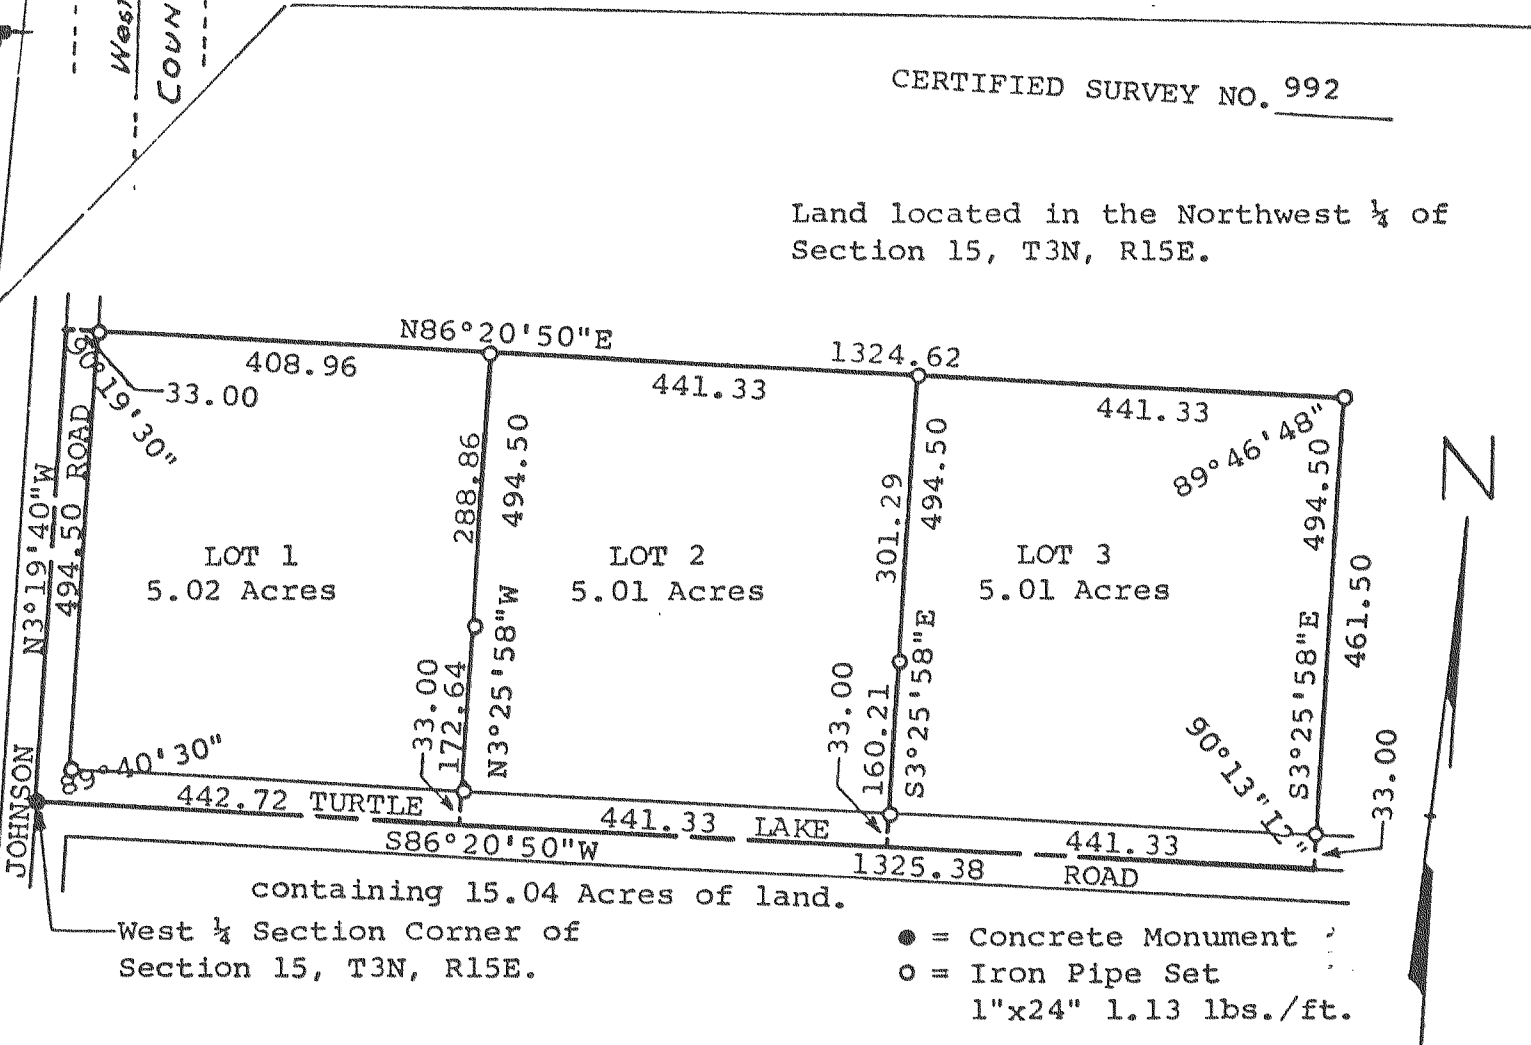 West
COUN
CERTIFIED SURVEY NO. 992
Land located in the Northwest ¼ of
Section 15, T3N, R15E.
N86°20'50"E
1324.62
408.96
441.33
441.33
33.00
90°19'30"
89°46'48"
N3°19'40"W
494.50
ROAD
288.86
494.50
301.29
494.50
494.50
461.50
N
LOT 1
5.02 Acres
LOT 2
5.01 Acres
LOT 3
5.01 Acres
33.00
172.64
N3°25'58"W
33.00
160.21
S3°25'58"E
S3°25'58"E
90°13"12"
33.00
89°40'30"
JOHNSON
442.72 TURTLE
441.33 LAKE
441.33
S86°20'50"W
1325.38
ROAD
containing 15.04 Acres of land.
West ¼ Section Corner of
Section 15, T3N, R15E.
● = Concrete Monument
o = Iron Pipe Set
1"x24" 1.13 lbs./ft.